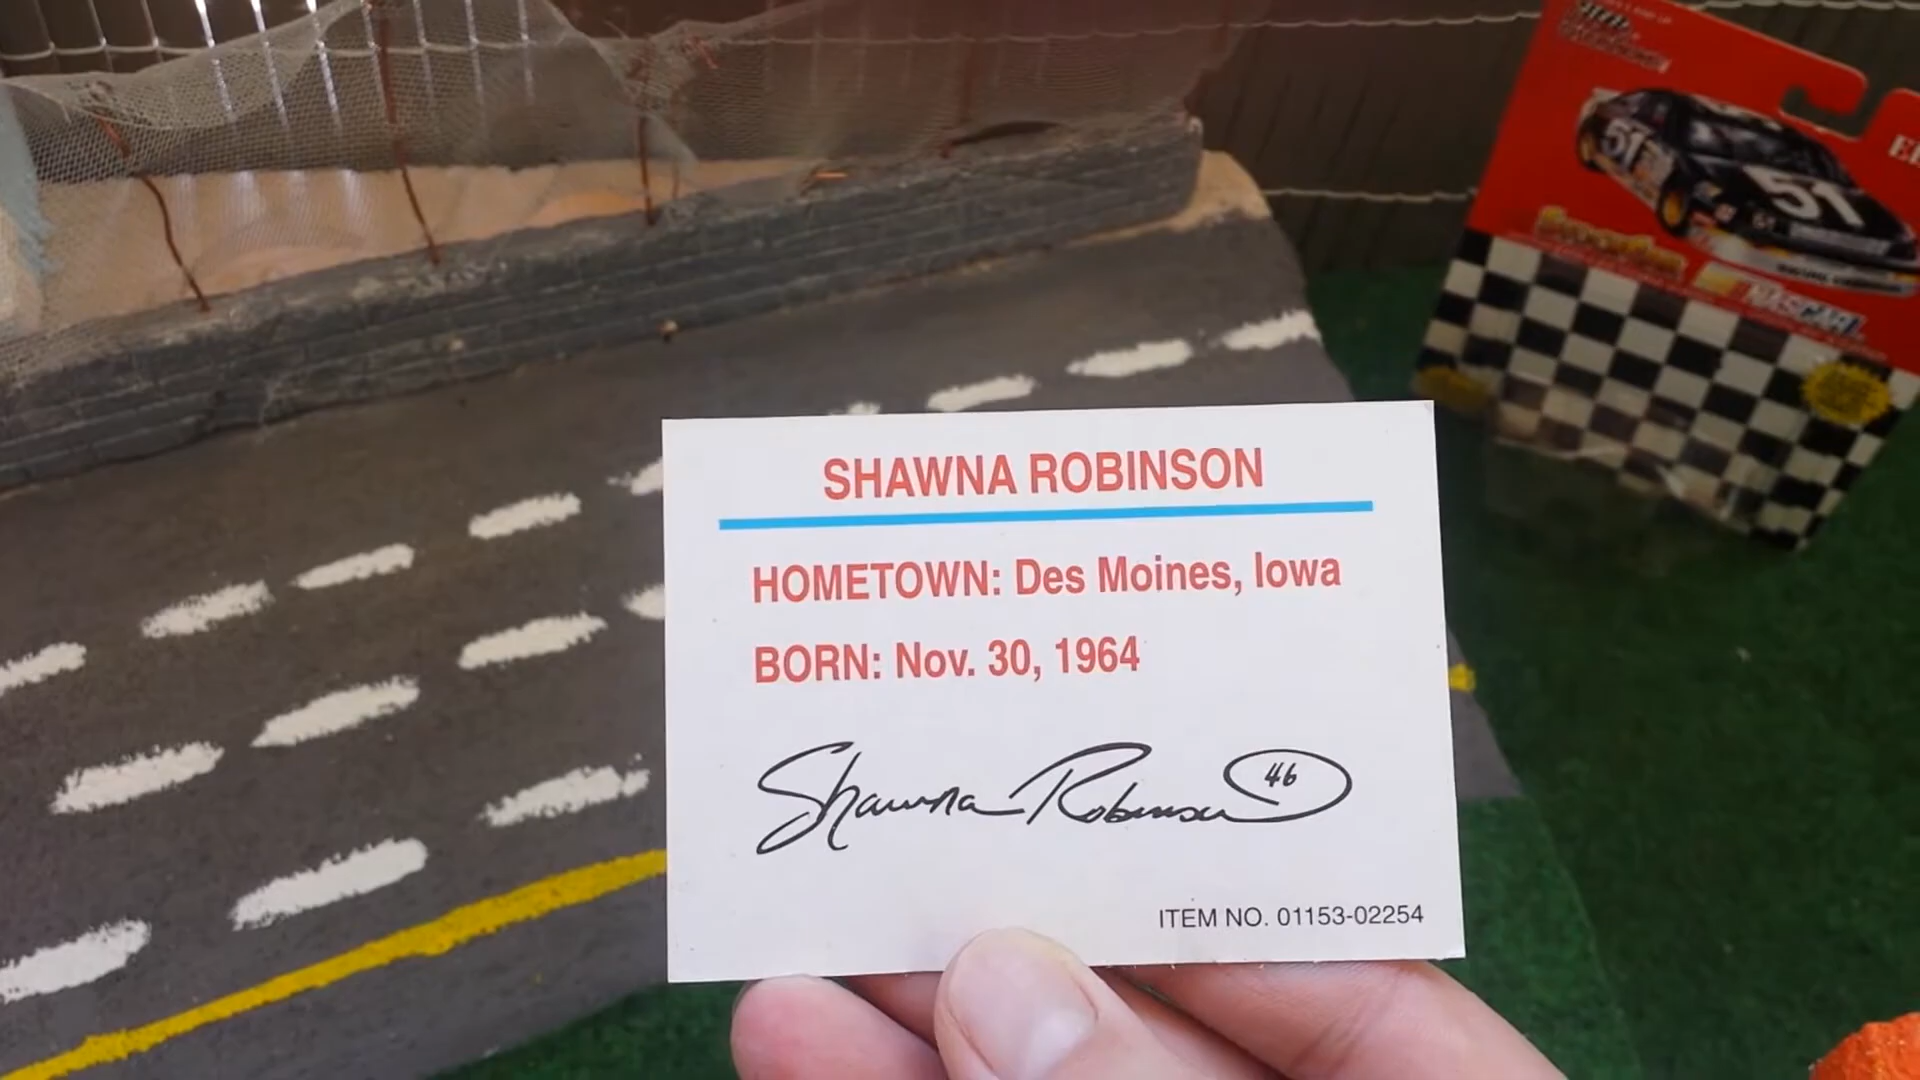 SHAWNA ROBINSON
HOMETOWN: Des Moines, Iowa
BORN: Nov. 30, 1964
Shawna Robinson 46
ITEM NO. 01153-02254
51
51
NASCAR